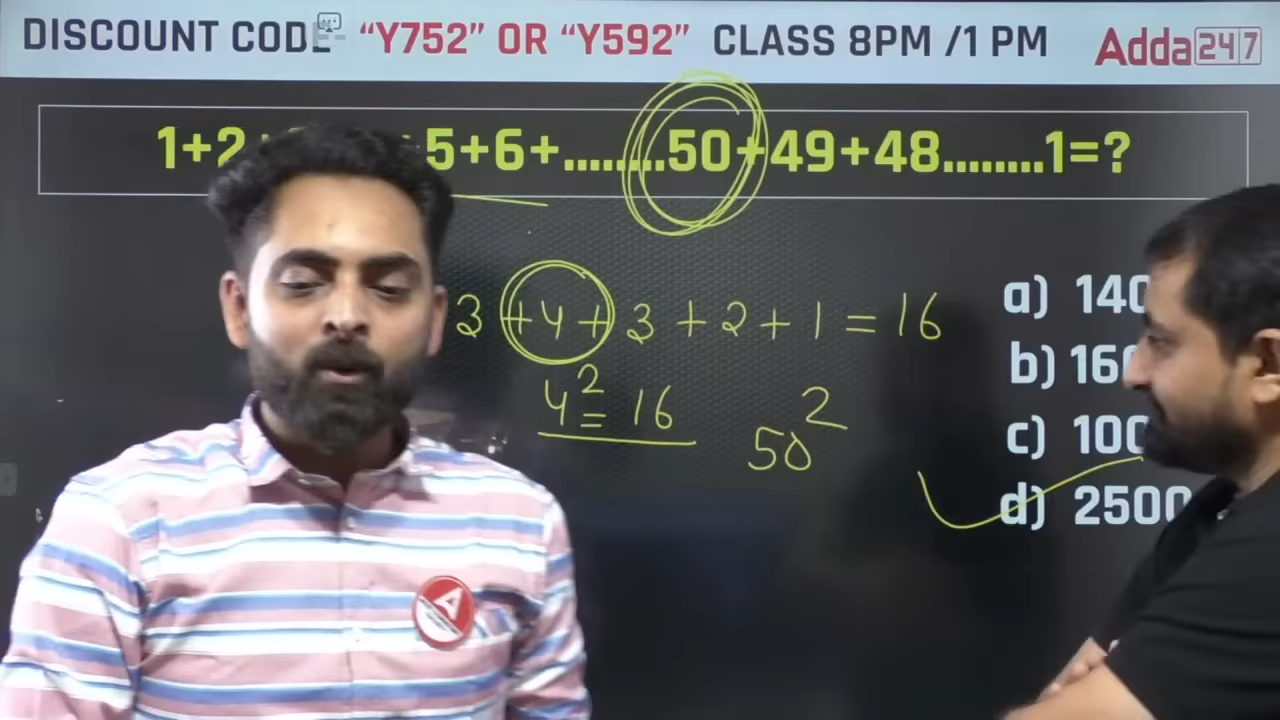 DISCOUNT CODE “Y752” OR “Y592” CLASS 8PM /1 PM
Adda247
1+2+ +5+6+........50+49+48........1=?
3 +4+ 3 + 2 + 1 = 16
4² = 16
50²
a) 140
b) 160
c) 100
d) 2500
A